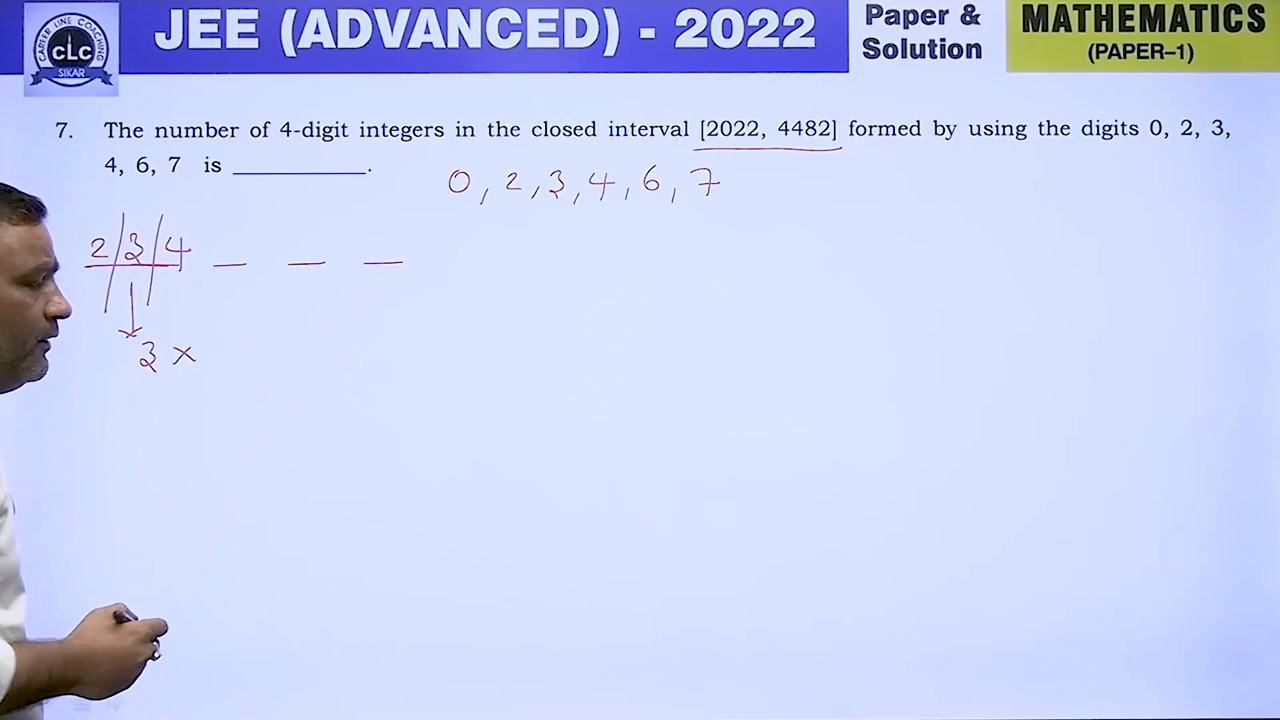 CAREER LINE COACHING
CLC
SIKAR
JEE (ADVANCED) - 2022
Paper &
Solution
MATHEMATICS
(PAPER–1)
7. The number of 4-digit integers in the closed interval [2022, 4482] formed by using the digits 0, 2, 3,
4, 6, 7 is __________.
0, 2, 3, 4, 6, 7
2/3/4 _ _ _
3 ×